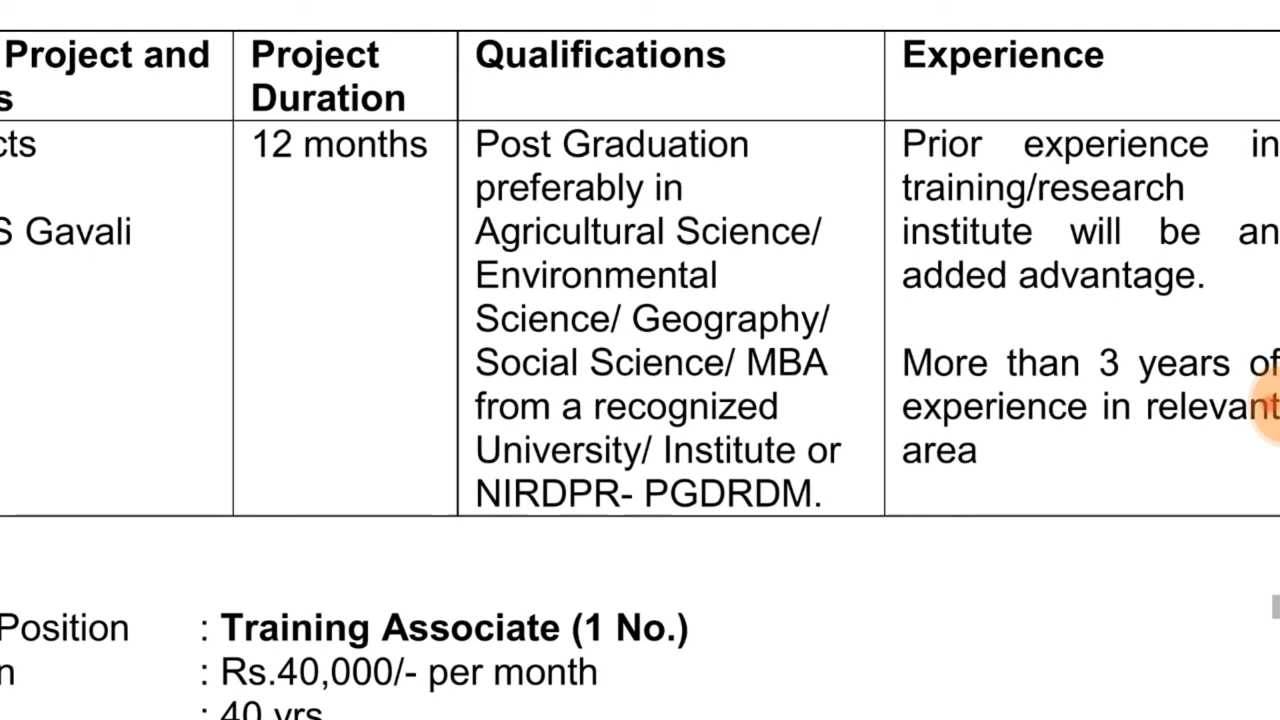 Project and
s
Project
Duration
Qualifications
Experience
cts
S Gavali
12 months
Post Graduation
preferably in
Agricultural Science/
Environmental
Science/ Geography/
Social Science/ MBA
from a recognized
University/ Institute or
NIRDPR- PGDRDM.
Prior experience in
training/research
institute will be an
added advantage.
More than 3 years of
experience in relevant
area
Position : Training Associate (1 No.)
n : Rs.40,000/- per month
: 40 yrs